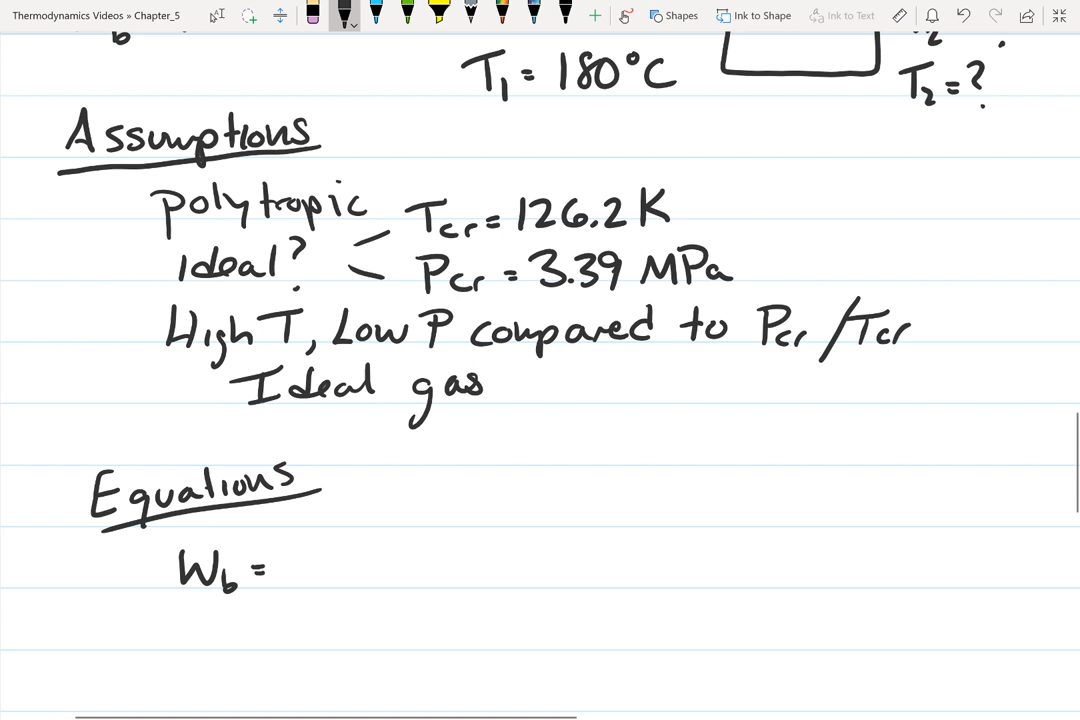 Thermodynamics Videos » Chapter_5
Shapes
Ink to Shape
Ink to Text
b
T1 = 180°C
T2 = ?
Assumptions
Polytropic
Tcr = 126.2 K
Ideal?
Pcr = 3.39 MPa
High T, Low P compared to Pcr/Tcr
Ideal gas
Equations
Wb =